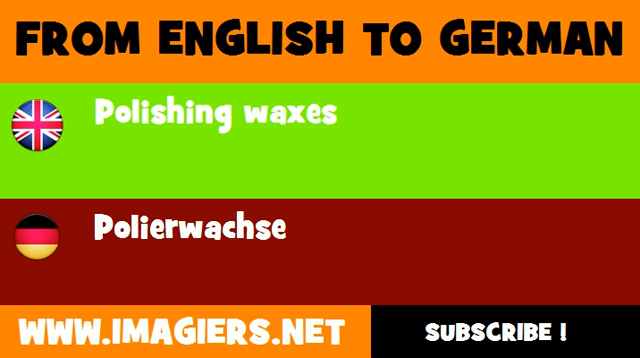 FROM ENGLISH TO GERMAN
Polishing waxes
Polierwachse
WWW.IMAGIERS.NET
SUBSCRIBE !